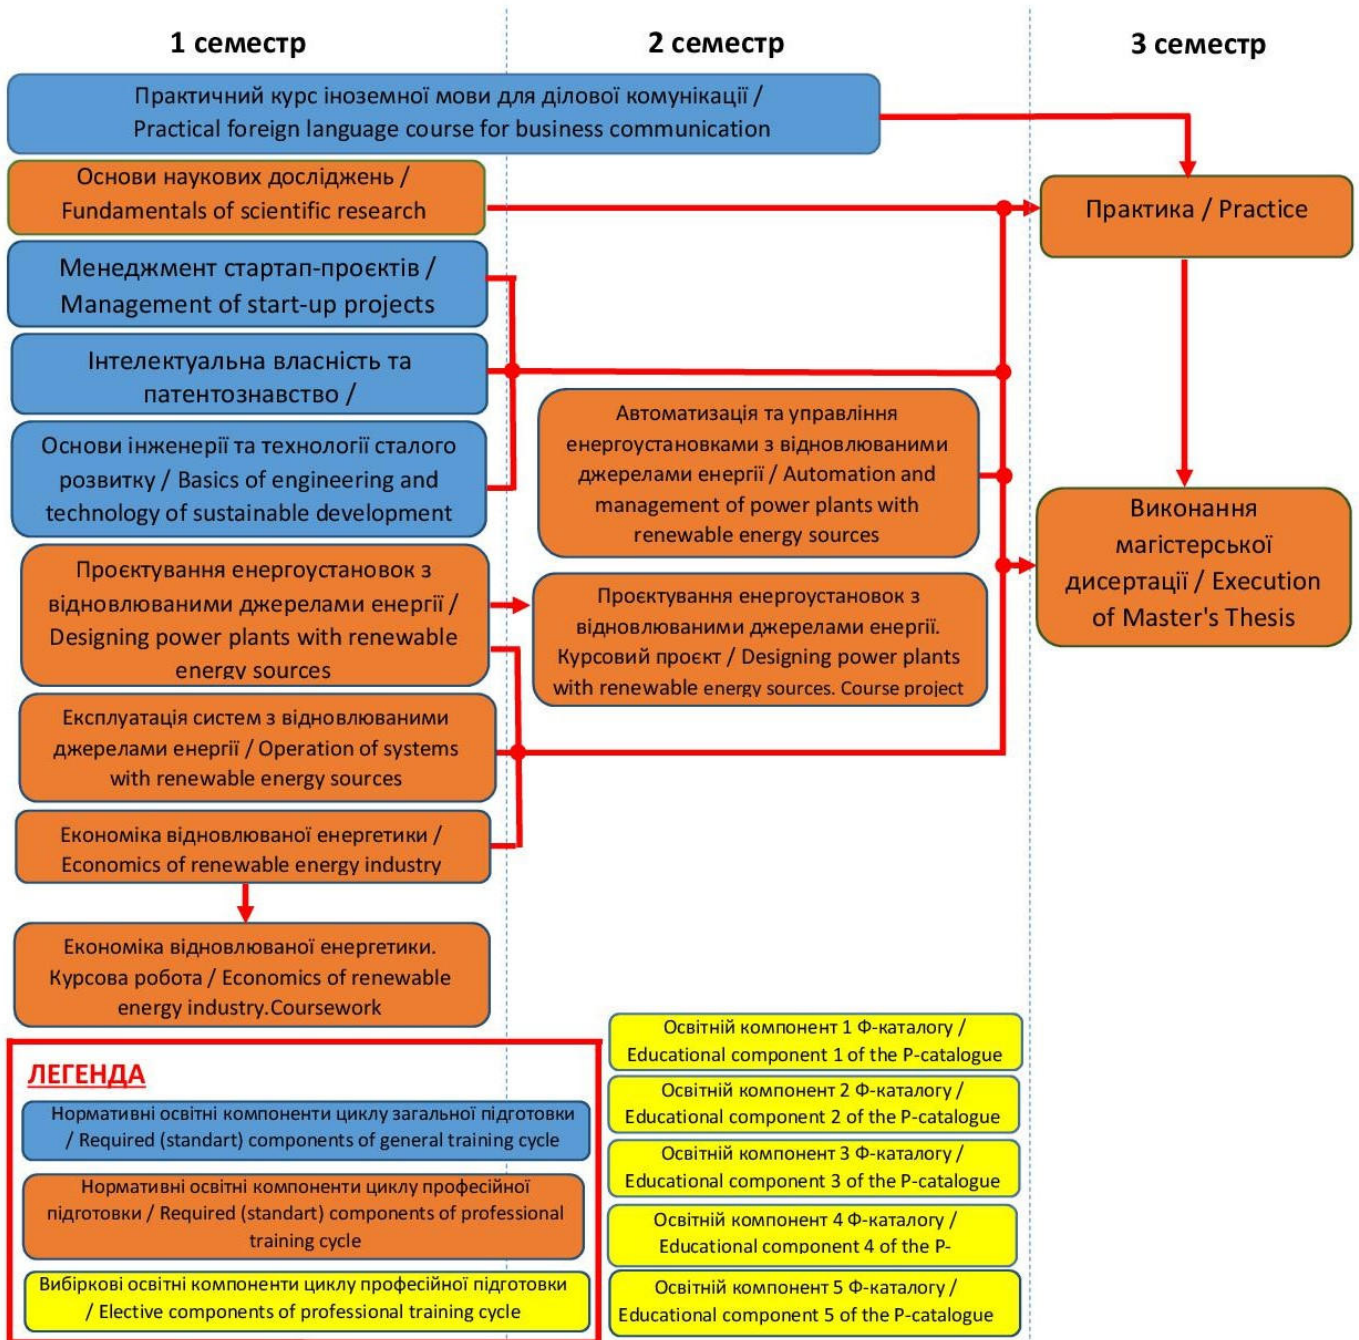 1 семестр
2 семестр
3 семестр
Практичний курс іноземної мови для ділової комунікації /
Practical foreign language course for business communication
Основи наукових досліджень /
Fundamentals of scientific research
Практика / Practice
Менеджмент стартап-проєктів /
Management of start-up projects
Інтелектуальна власність та
патентознавство /
Основи інженерії та технології сталого
розвитку / Basics of engineering and
technology of sustainable development
Автоматизація та управління
енергоустановками з відновлюваними
джерелами енергії / Automation and
management of power plants with
renewable energy sources
Виконання
магістерської
дисертації / Execution
of Master's Thesis
Проєктування енергоустановок з
відновлюваними джерелами енергії /
Designing power plants with renewable
energy sources
Проєктування енергоустановок з
відновлюваними джерелами енергії.
Курсовий проєкт / Designing power plants
with renewable energy sources. Course project
Експлуатація систем з відновлюваними
джерелами енергії / Operation of systems
with renewable energy sources
Економіка відновлюваної енергетики /
Economics of renewable energy industry
Економіка відновлюваної енергетики.
Курсова робота / Economics of renewable
energy industry.Coursework
ЛЕГЕНДА
Нормативні освітні компоненти циклу загальної підготовки
/ Required (standart) components of general training cycle
Нормативні освітні компоненти циклу професійної
підготовки / Required (standart) components of professional
training cycle
Вибіркові освітні компоненти циклу професійної підготовки
/ Elective components of professional training cycle
Освітній компонент 1 Ф-каталогу /
Educational component 1 of the P-catalogue
Освітній компонент 2 Ф-каталогу /
Educational component 2 of the P-catalogue
Освітній компонент 3 Ф-каталогу /
Educational component 3 of the P-catalogue
Освітній компонент 4 Ф-каталогу /
Educational component 4 of the P-
Освітній компонент 5 Ф-каталогу /
Educational component 5 of the P-catalogue